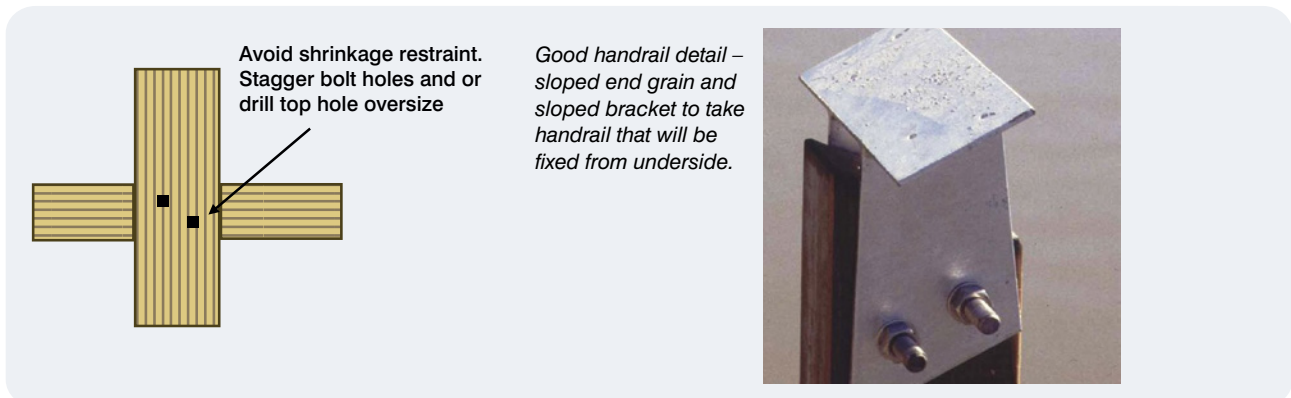 Avoid shrinkage restraint.
Stagger bolt holes and or
drill top hole oversize
Good handrail detail –
sloped end grain and
sloped bracket to take
handrail that will be
fixed from underside.